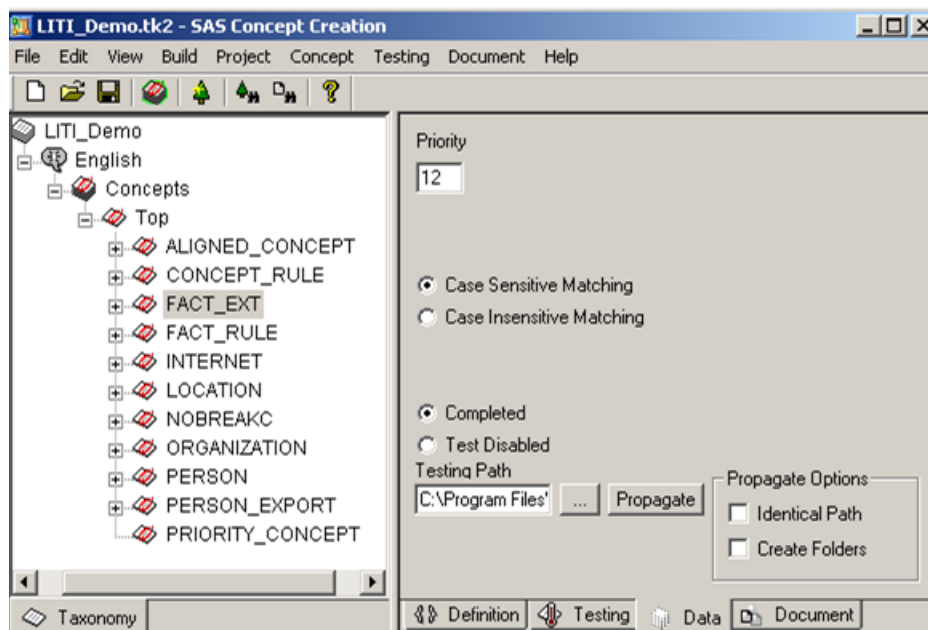 LITI_Demo.tk2 - SAS Concept Creation
File Edit View Build Project Concept Testing Document Help
LITI_Demo
English
Concepts
Top
ALIGNED_CONCEPT
CONCEPT_RULE
FACT_EXT
FACT_RULE
INTERNET
LOCATION
NOBREAKC
ORGANIZATION
PERSON
PERSON_EXPORT
PRIORITY_CONCEPT
Taxonomy
Priority
12
Case Sensitive Matching
Case Insensitive Matching
Completed
Test Disabled
Testing Path
C:\Program Files' ... Propagate
Propagate Options
Identical Path
Create Folders
Definition Testing Data Document